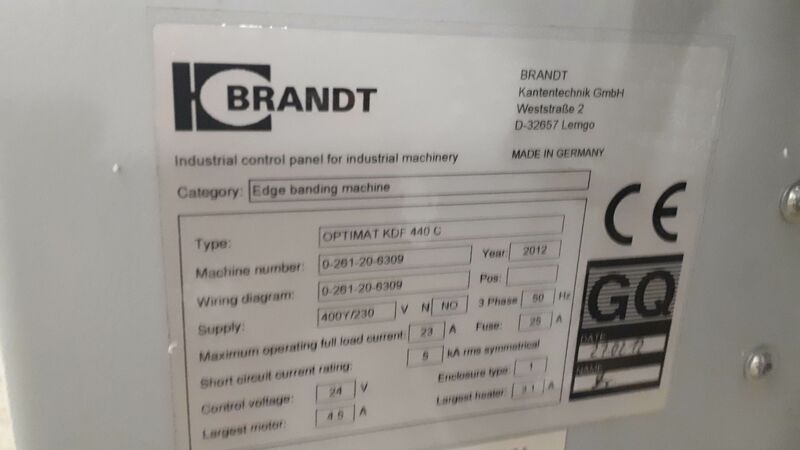 BRANDT
BRANDT
Kantentechnik GmbH
Weststraße 2
D-32657 Lemgo
Industrial control panel for industrial machinery
MADE IN GERMANY
Category: Edge banding machine
Type: OPTIMAT KDF 440 C
Machine number: 0-261-20-6309 Year: 2012
Wiring diagram: 0-261-20-6309 Pos:
Supply: 400Y/230 V N NO 3 Phase 50 Hz
Maximum operating full load current: 23 A Fuse: 25 A
Short circuit current rating: 5 kA rms symmetrical
Control voltage: 24 V Enclosure type: 1
Largest motor: 4.5 A Largest heater: A
CE
GQ
DATE
27.02.12
NAME